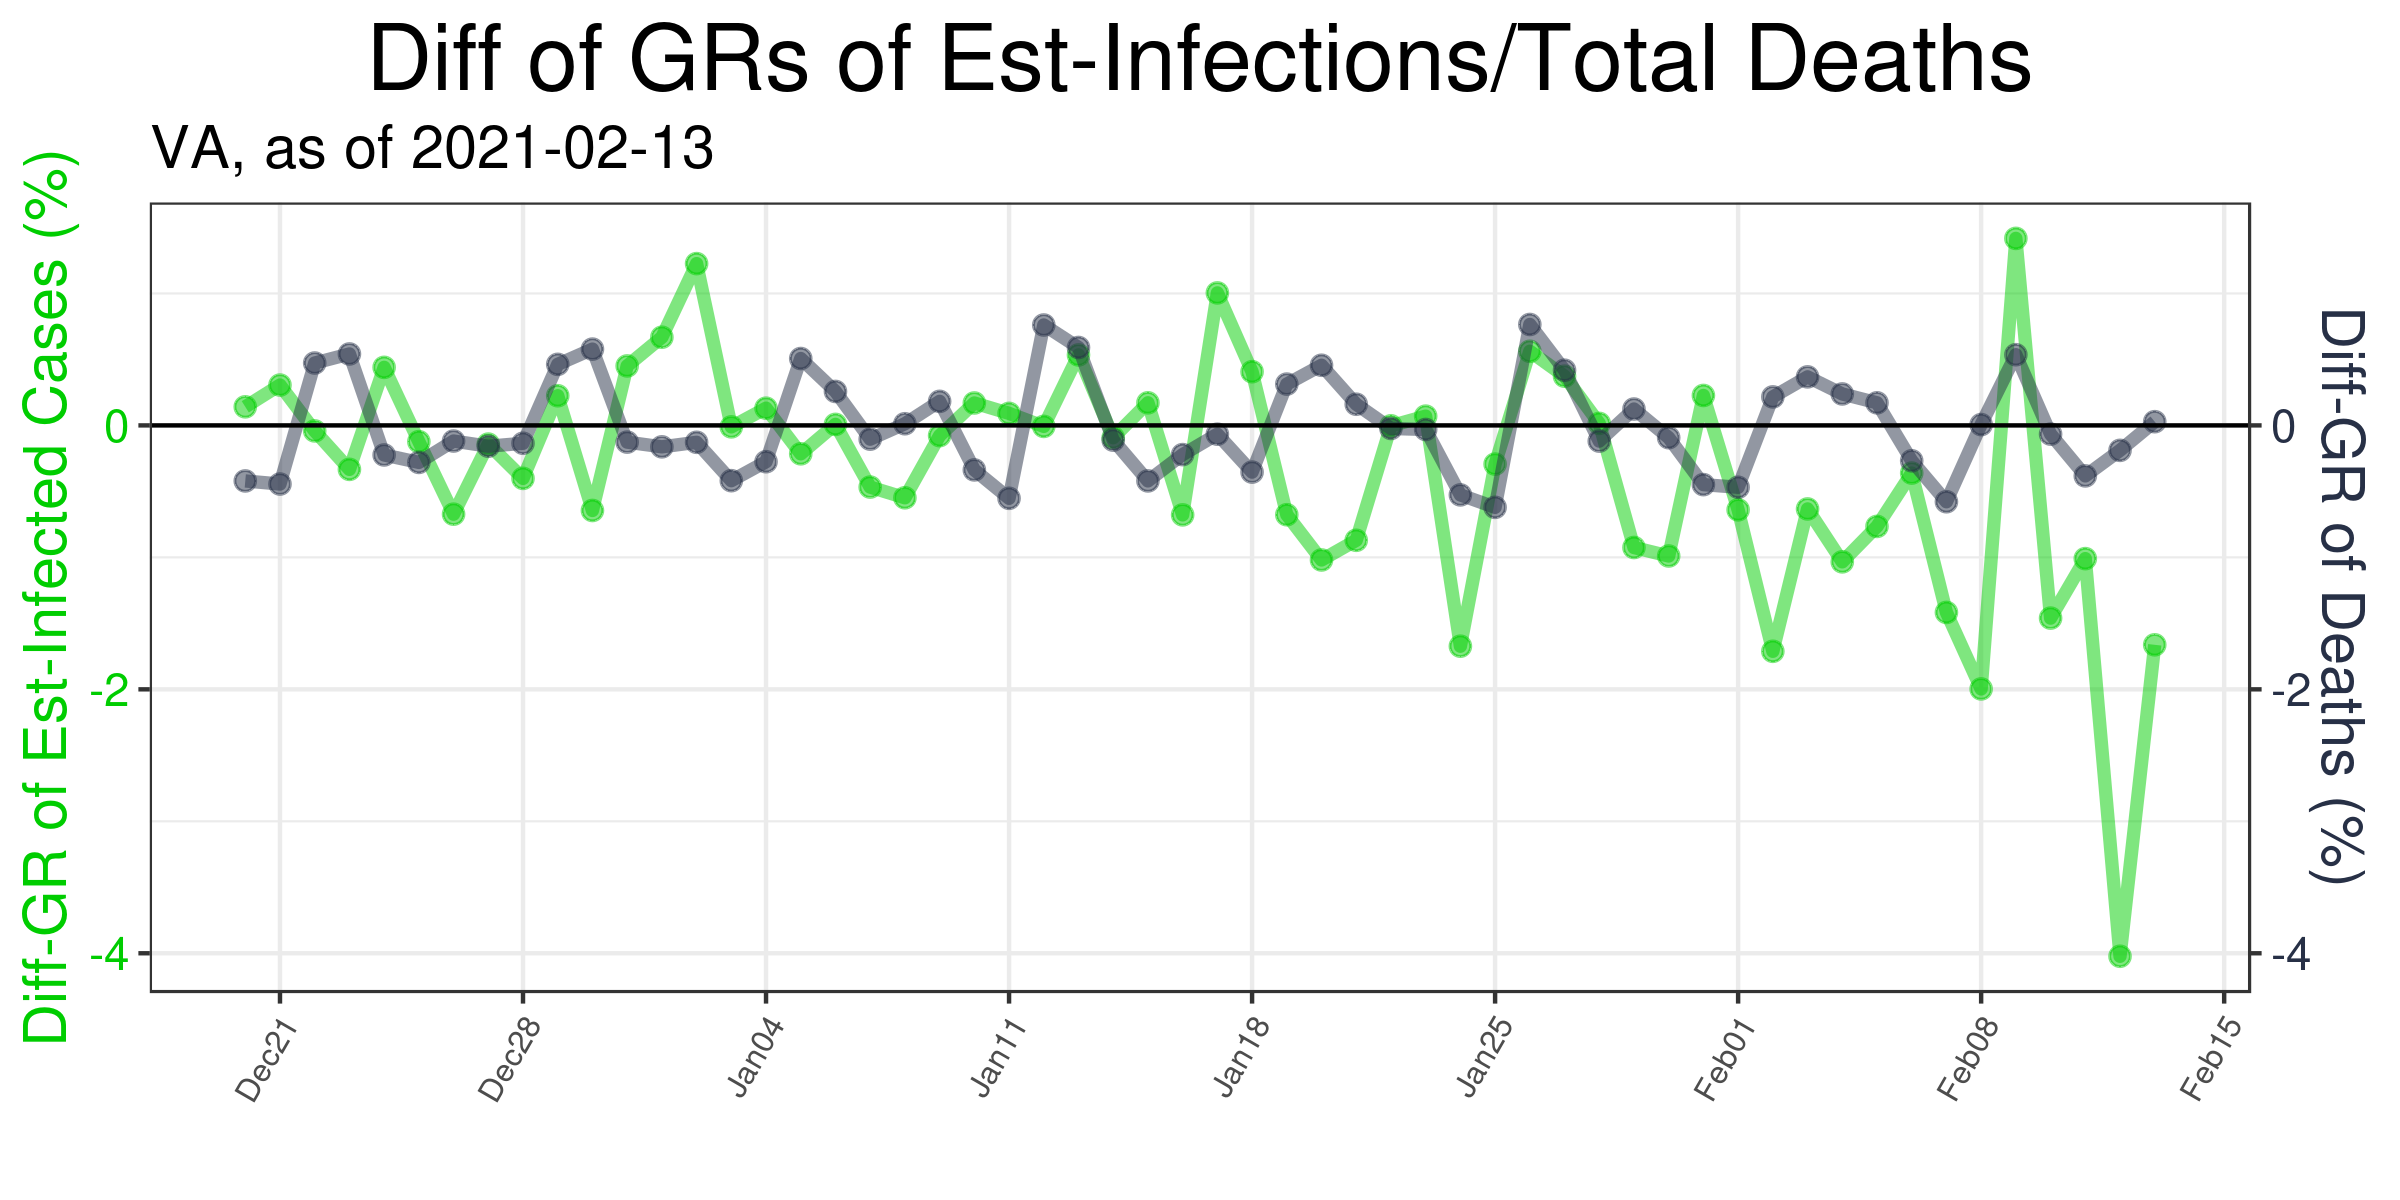 Diff of GRs of Est-Infections/Total Deaths
VA, as of 2021-02-13
Diff-GR of Est-Infected Cases (%)
0
-2
-4
0
-2
-4
Diff-GR of Deaths (%)
Dec21
Dec28
Jan04
Jan11
Jan18
Jan25
Feb01
Feb08
Feb15